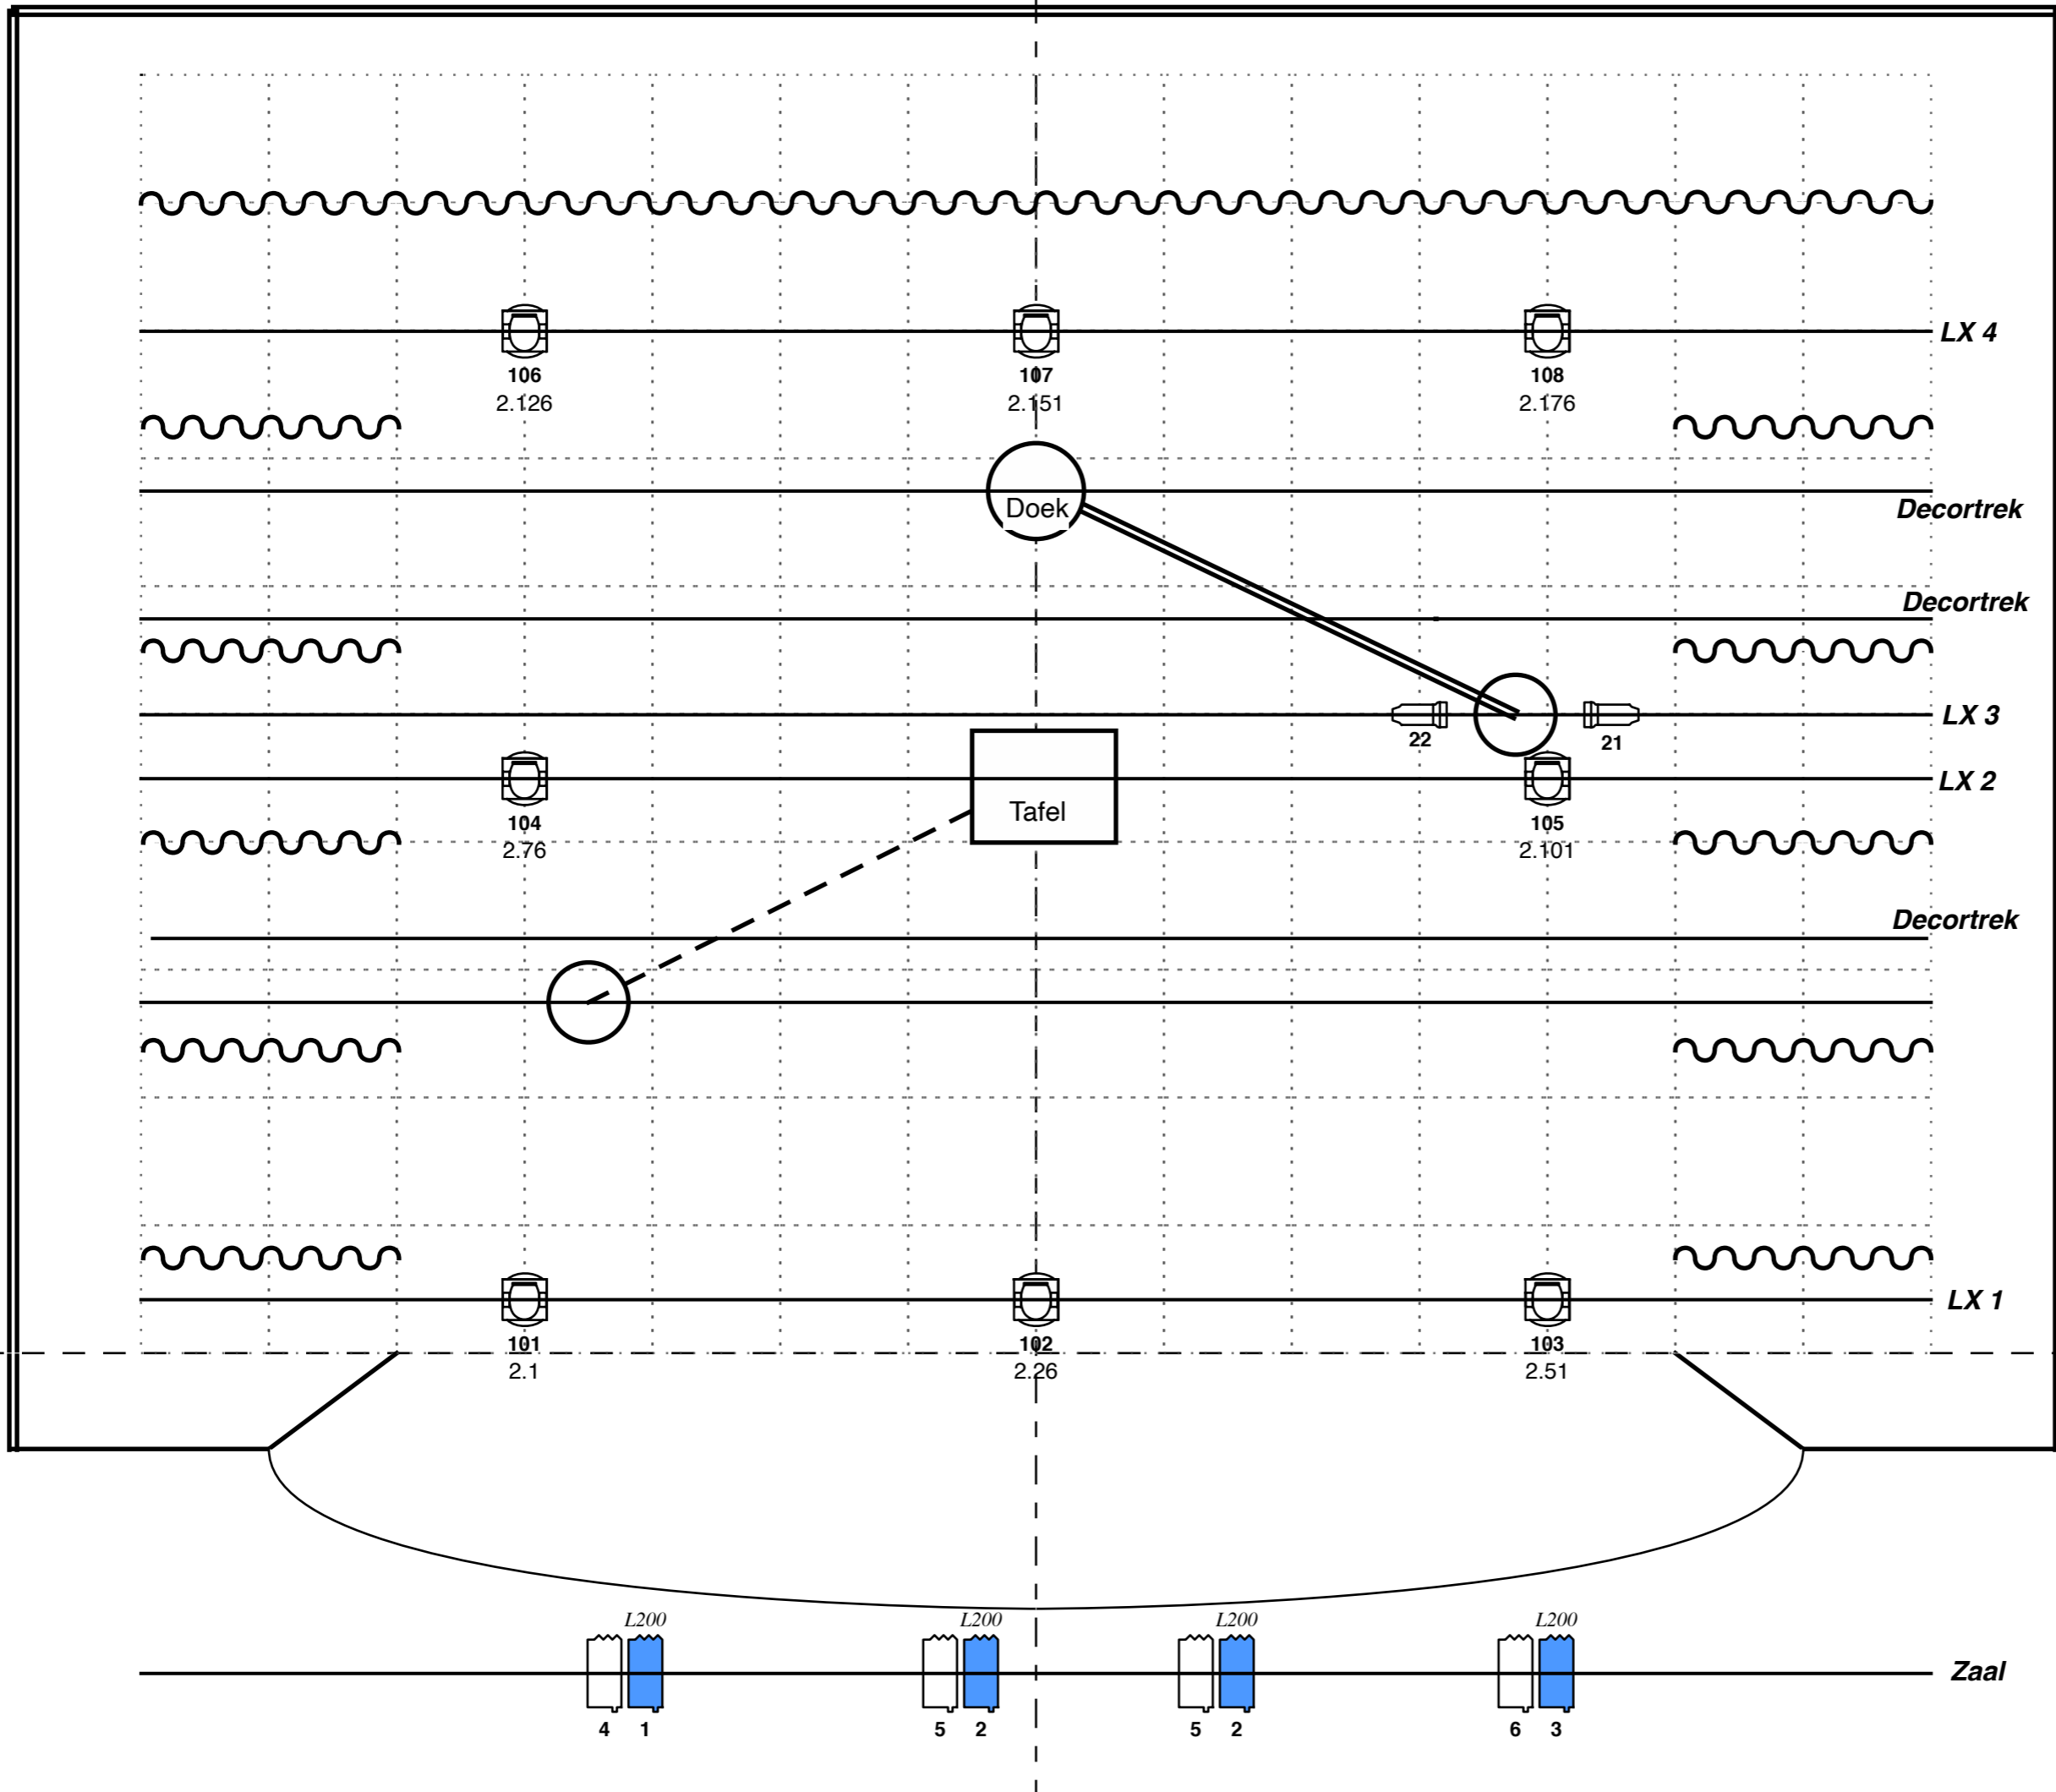 LX 4
106 107 108
2.126 2.151 2.176
Doek
Decortrek
Decortrek
LX 3
22 21
LX 2
Tafel
104 105
2.76 2.101
Decortrek
LX 1
101 102 103
2.1 2.26 2.51
L200 L200 L200 L200
Zaal
4 1 5 2 5 2 6 3